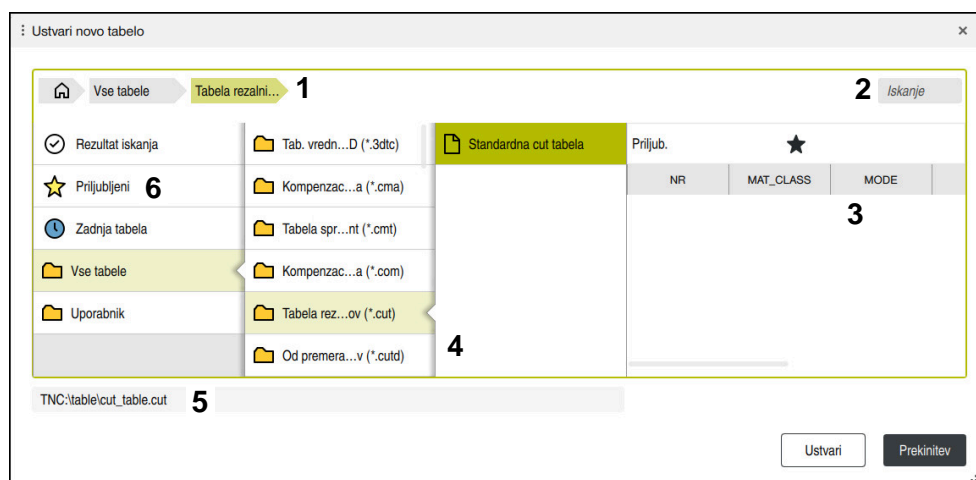 Ustvari novo tabelo
Vse tabele Tabela rezalni... 1 2 Iskanje
Rezultat iskanja Tab. vredn...D (*.3dtc) Standardna cut tabela Priljub.
Priljubljeni 6 Kompenzac...a (*.cma) NR MAT_CLASS MODE
Zadnja tabela Tabela spr...nt (*.cmt) 3
Vse tabele Kompenzac...a (*.com)
Uporabnik Tabela rez...ov (*.cut)
Od premera...v (*.cutd) 4
TNC:\table\cut_table.cut 5
Ustvari Prekinitev